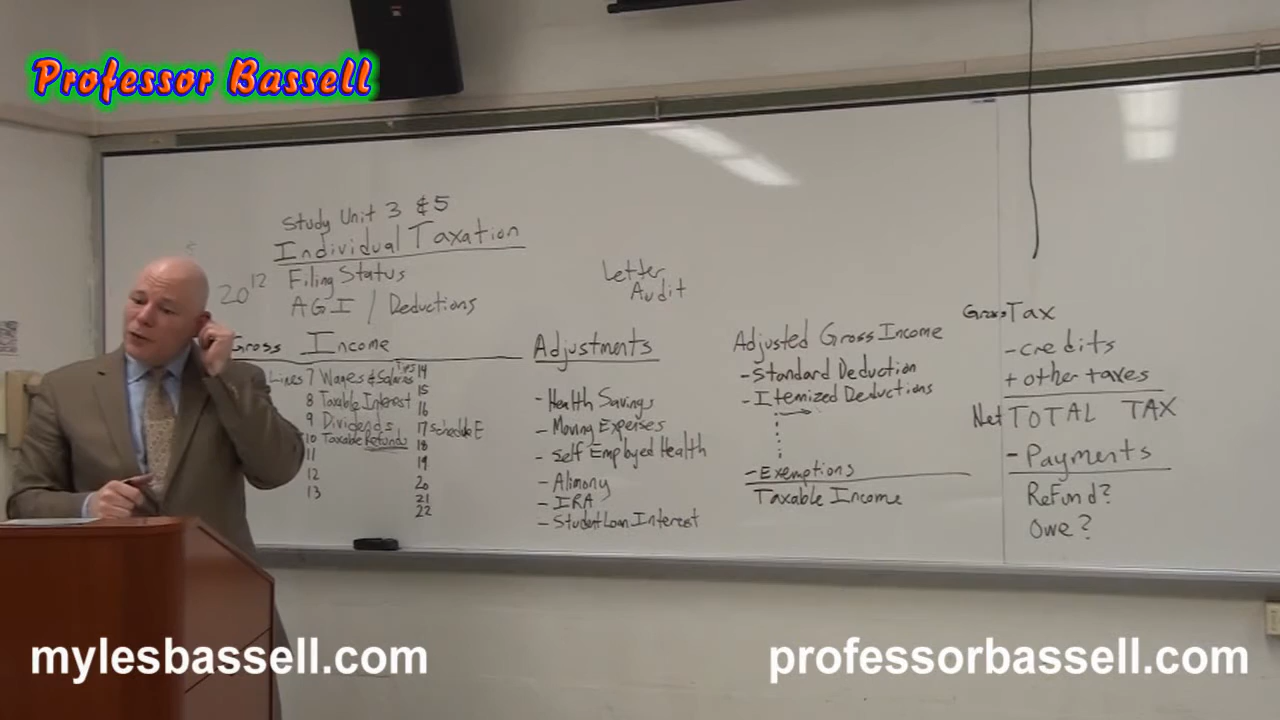 Professor Bassell
Study Unit 3 & 5
Individual Taxation
Filing Status
2012
AGI / Deductions
Letter
Audit
Gross Income
Lines 7 Wages & Salaries Tips
8 Taxable Interest
9 Dividends
10 Taxable Refunds
11
12
13
14
15
16
17 Schedule E
18
19
20
21
22
Adjustments
- Health Savings
- Moving Expenses
- Self Employed Health
- Alimony
- IRA
- Student Loan Interest
Adjusted Gross Income
- Standard Deduction
- Itemized Deductions
- Exemptions
Taxable Income
Gross Tax
- credits
+ other taxes
Net TOTAL TAX
- Payments
Refund?
Owe?
mylesbassell.com
professorbassell.com